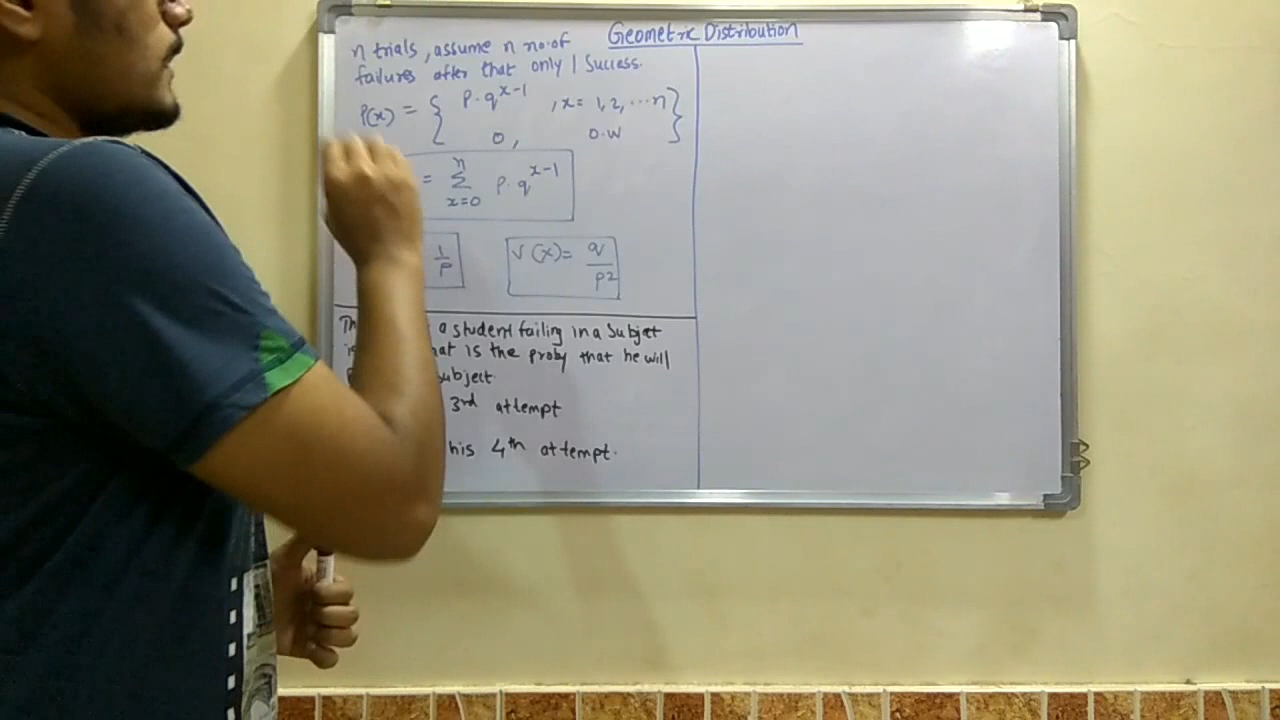 Geometric Distribution
n trials, assume n no. of
failures after that only 1 Success.
P(x) = { p. q^x-1 , x = 1, 2, ... n }
0, 0.W
= n Σ x=0 p. q^x-1
1/p
V(x) = q/p2
a student failing in a Subject
is the proby that he will
Subject.
3rd attempt
his 4th attempt.